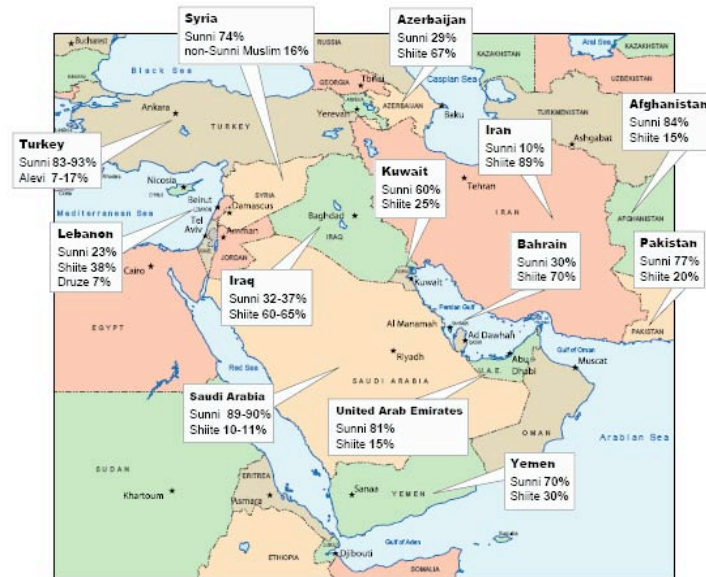 Syria
Sunni 74%
non-Sunni Muslim 16%
Azerbaijan
Sunni 29%
Shiite 67%
Bucharest
RUSSIA
KAZAKHSTAN
Aral Sea
KAZAKHSTAN
Black Sea
GEORGIA
Tbilisi
Caspian Sea
UZBEKISTAN
Ankara
TURKEY
Yerevan
AZERBAIJAN
Baku
TURKMENISTAN
Ashgabat
Afghanistan
Sunni 84%
Shiite 15%
Turkey
Sunni 83-93%
Alevi 7-17%
Iran
Sunni 10%
Shiite 89%
Kuwait
Sunni 60%
Shiite 25%
Nicosia
SYRIA
Tehran
Beirut
Damascus
Baghdad
IRAN
AFGHANISTAN
Mediterranean Sea
Tel
Aviv
Amman
IRAQ
JORDAN
Lebanon
Sunni 23%
Shiite 38%
Druze 7%
Cairo
Iraq
Sunni 32-37%
Shiite 60-65%
Kuwait
Bahrain
Sunni 30%
Shiite 70%
Pakistan
Sunni 77%
Shiite 20%
Persian Gulf
EGYPT
Al Manamah
Ad Dawhah
PAKISTAN
Gulf of Oman
Riyadh
Abu
Dhabi
Muscat
Red Sea
U.A.E.
SAUDI ARABIA
Saudi Arabia
Sunni 89-90%
Shiite 10-11%
United Arab Emirates
Sunni 81%
Shiite 15%
OMAN
Arabian Sea
Yemen
Sunni 70%
Shiite 30%
SUDAN
ERITREA
Khartoum
Asmara
Sanaa
YEMEN
Gulf of Aden
Djibouti
ETHIOPIA
SOMALIA